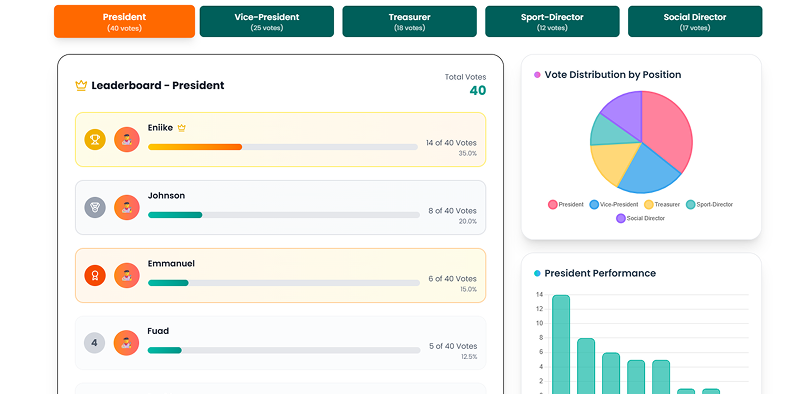 President
(40 votes)
Vice-President
(25 votes)
Treasurer
(18 votes)
Sport-Director
(12 votes)
Social Director
(17 votes)
Leaderboard - President
Total Votes
40
Eniike
14 of 40 Votes
35.0%
Johnson
8 of 40 Votes
20.0%
Emmanuel
6 of 40 Votes
15.0%
4
Fuad
5 of 40 Votes
12.5%
Vote Distribution by Position
President
Vice-President
Treasurer
Sport-Director
Social Director
President Performance
14
12
10
8
6
4
2